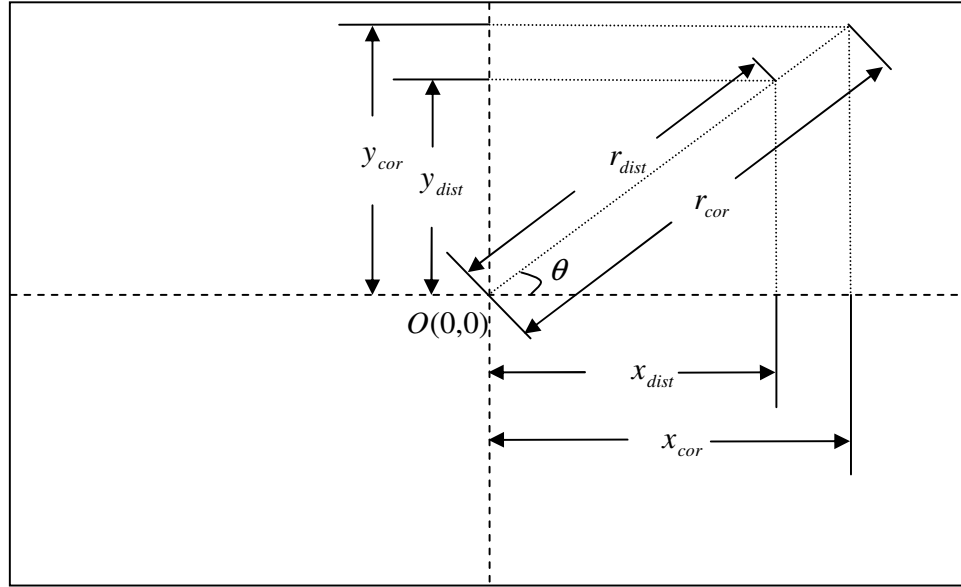 y_cor
y_dist
r_dist
r_cor
θ
O(0,0)
x_dist
x_cor